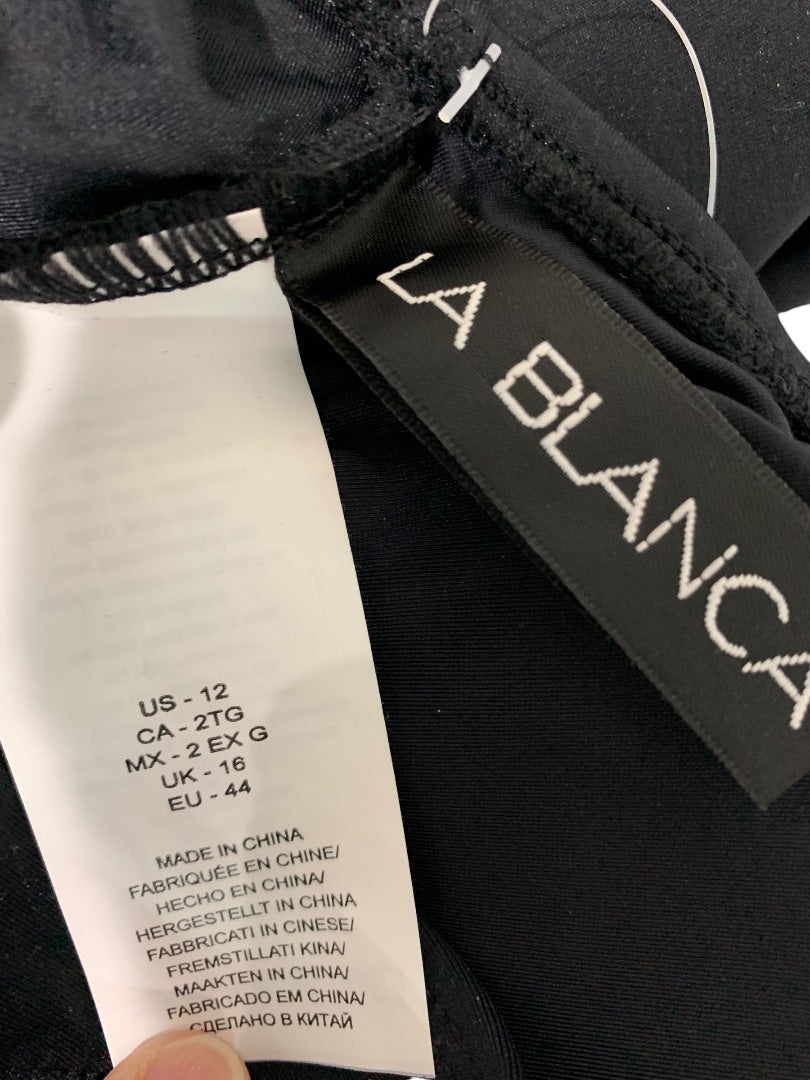 LA BLANCA
US - 12
CA - 2TG
MX - 2 EX G
UK - 16
EU - 44
MADE IN CHINA
FABRIQUÉE EN CHINE/
HECHO EN CHINA/
HERGESTELLT IN CHINA
FABBRICATI IN CINESE/
FREMSTILLATI KINA/
MAAKTEN IN CHINA/
FABRICADO EM CHINA/
СДЕЛАНО В КИТАЙ